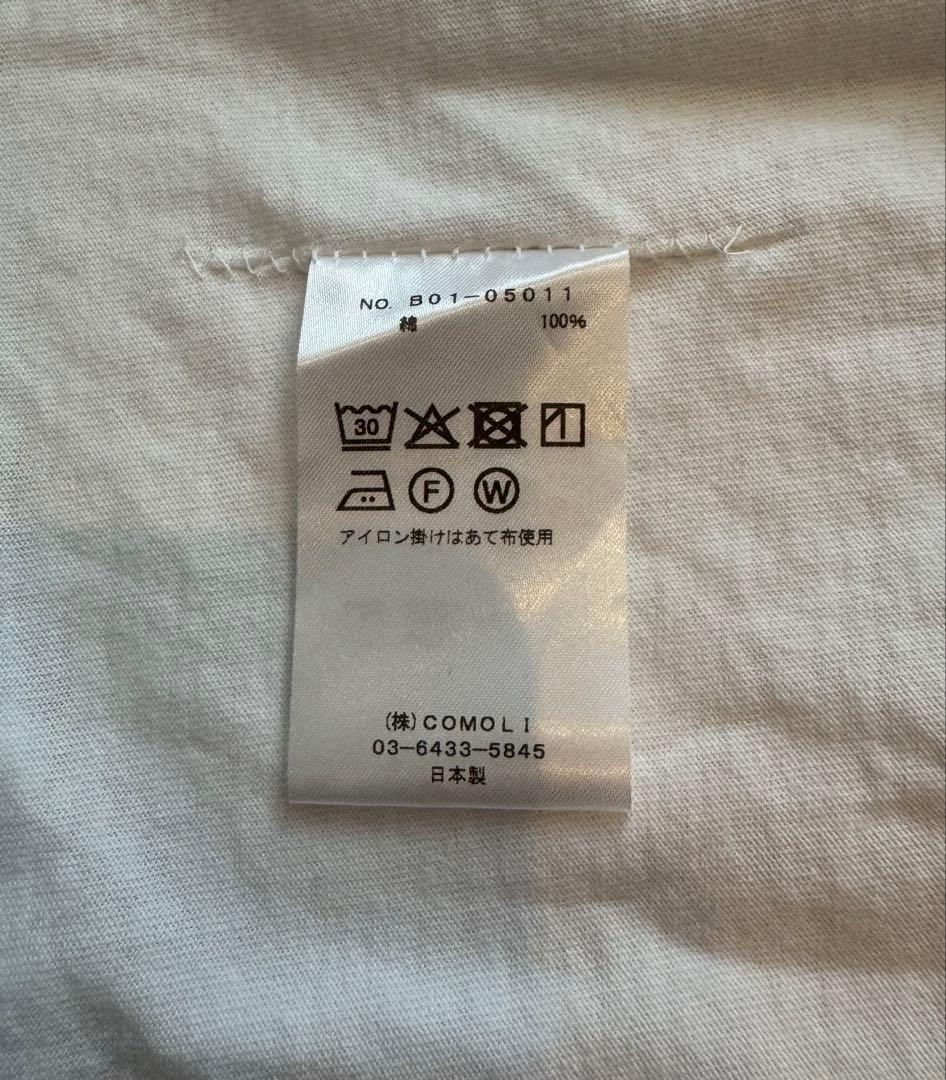 NO. B01-05011
綿 100%
30
F W
アイロン掛けはあて布使用
(株)COMOLI
03-6433-5845
日本製